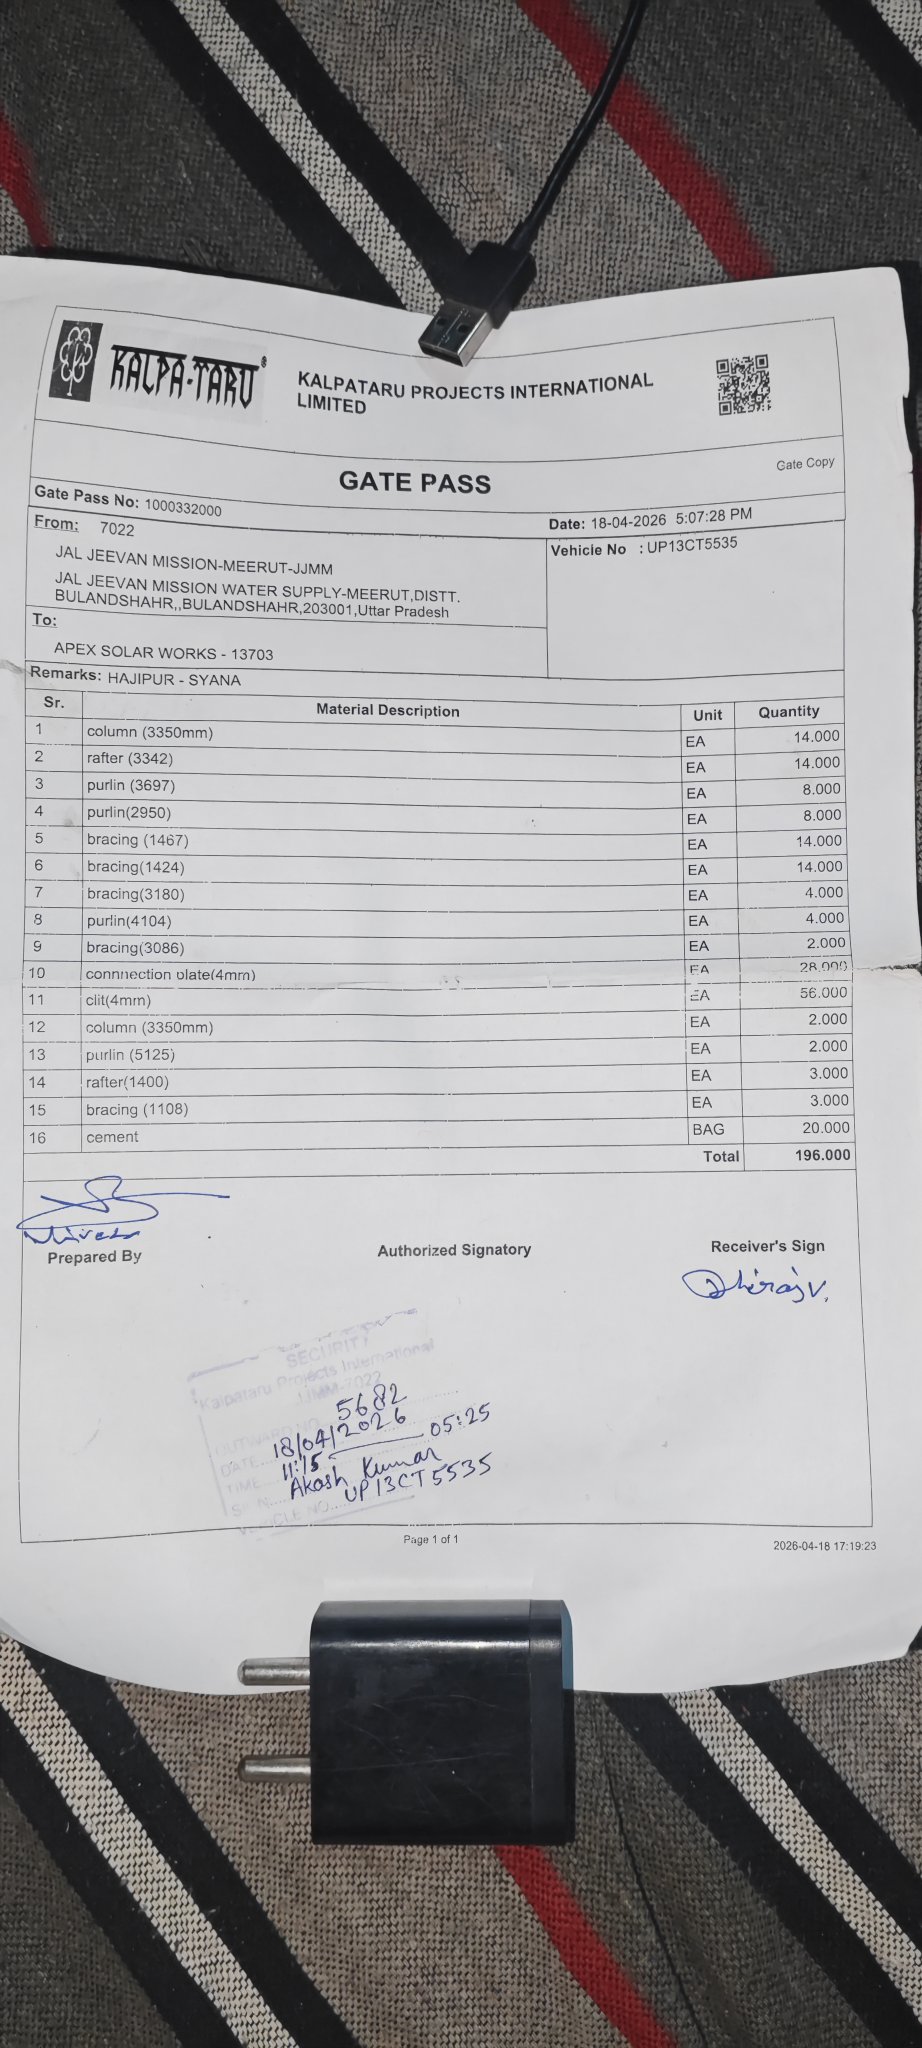 KALPA-TARU®
KALPATARU PROJECTS INTERNATIONAL
LIMITED
Gate Copy
GATE PASS
Gate Pass No: 1000332000
Date: 18-04-2026 5:07:28 PM
From: 7022
Vehicle No : UP13CT5535
JAL JEEVAN MISSION-MEERUT-JJMM
JAL JEEVAN MISSION WATER SUPPLY-MEERUT,DISTT.
BULANDSHAHR,,BULANDSHAHR,203001,Uttar Pradesh
To:
APEX SOLAR WORKS - 13703
Remarks: HAJIPUR - SYANA
Sr. Material Description Unit Quantity
1 column (3350mm) EA 14.000
2 rafter (3342) EA 14.000
3 purlin (3697) EA 8.000
4 purlin(2950) EA 8.000
5 bracing (1467) EA 14.000
6 bracing(1424) EA 14.000
7 bracing(3180) EA 4.000
8 purlin(4104) EA 4.000
9 bracing(3086) EA 2.000
10 connnection plate(4mm) EA 28.000
11 clit(4mm) EA 56.000
12 column (3350mm) EA 2.000
13 purlin (5125) EA 2.000
14 rafter(1400) EA 3.000
15 bracing (1108) EA 3.000
16 cement BAG 20.000
Total 196.000
Prepared By
Authorized Signatory
Receiver's Sign
Dhiraj V.
SECURITY
Kalpataru Projects International
JJMM-7022
OUTWARD NO. 5682
DATE 18/04/2026
TIME 11:15 05:25
Akash Kumar
VEHICLE NO. UP13CT5535
Page 1 of 1
2026-04-18 17:19:23